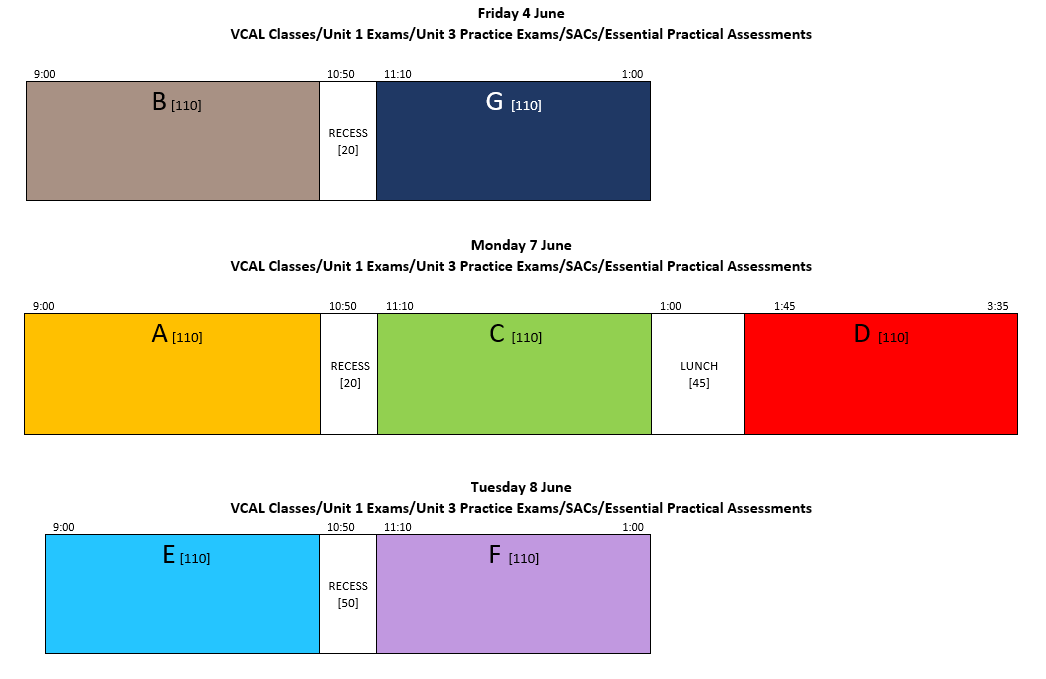 Friday 4 June
VCAL Classes/Unit 1 Exams/Unit 3 Practice Exams/SACs/Essential Practical Assessments
9:00 10:50 11:10 1:00
B [110] G [110]
RECESS
[20]
Monday 7 June
VCAL Classes/Unit 1 Exams/Unit 3 Practice Exams/SACs/Essential Practical Assessments
9:00 10:50 11:10 1:00 1:45 3:35
A [110] C [110] D [110]
RECESS LUNCH
[20] [45]
Tuesday 8 June
VCAL Classes/Unit 1 Exams/Unit 3 Practice Exams/SACs/Essential Practical Assessments
9:00 10:50 11:10 1:00
E [110] F [110]
RECESS
[50]